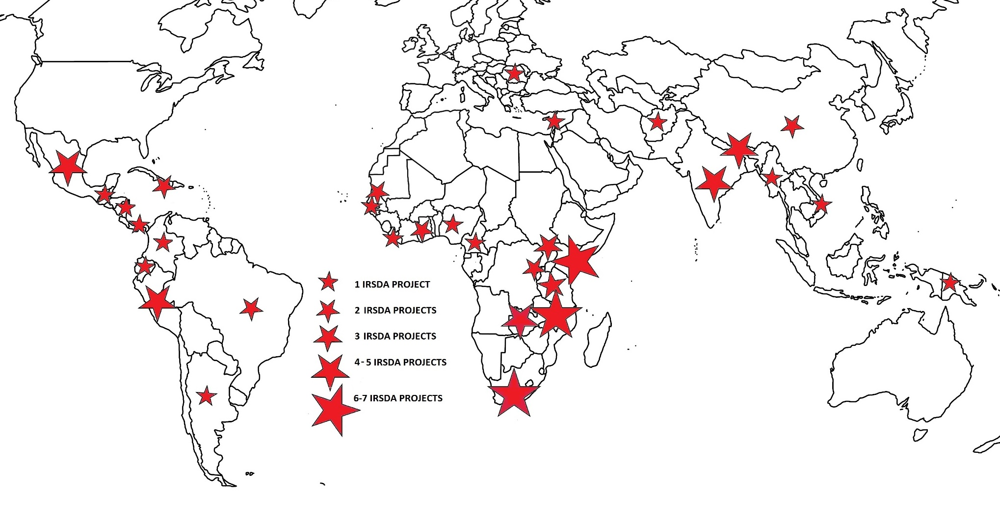 1 IRSDA PROJECT
2 IRSDA PROJECTS
3 IRSDA PROJECTS
4-5 IRSDA PROJECTS
6-7 IRSDA PROJECTS